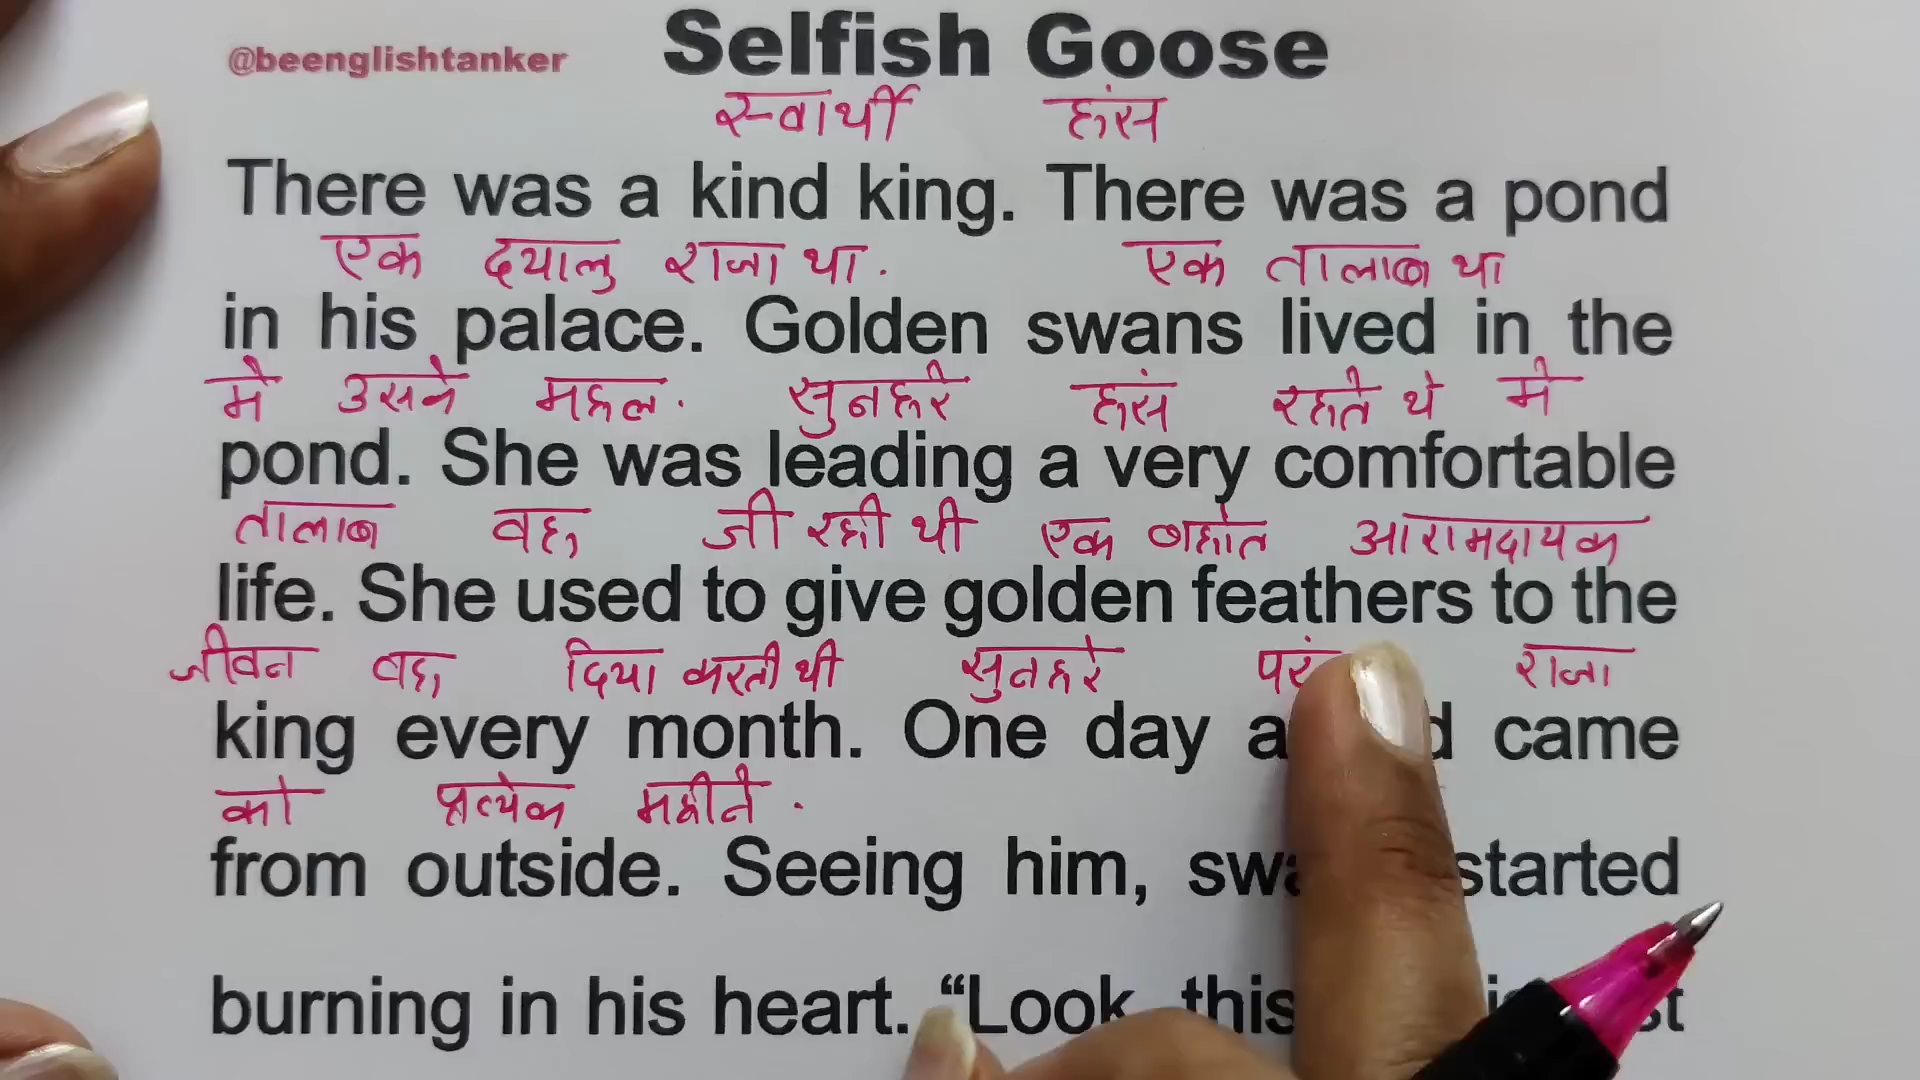 @beenglishtanker Selfish Goose
स्वार्थी हंस
There was a kind king. There was a pond
एक दयालु राजा था. एक तालाब था
in his palace. Golden swans lived in the
मे उसके महल. सुनहरे हंस रहते थे मे
pond. She was leading a very comfortable
तालाब वह जी रही थी एक बहोत आरामदायक
life. She used to give golden feathers to the
जीवन वह दिया करती थी सुनहरे राजा
king every month. One day came
को प्रत्येक महीने.
from outside. Seeing him, started
burning in his heart. “Look, this